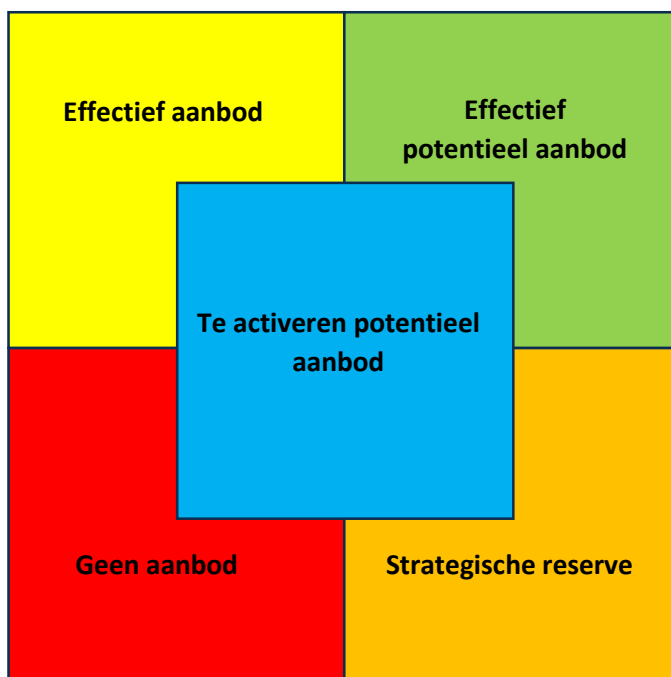 Effectief aanbod
Effectief
potentieel aanbod
Te activeren potentieel
aanbod
Geen aanbod
Strategische reserve